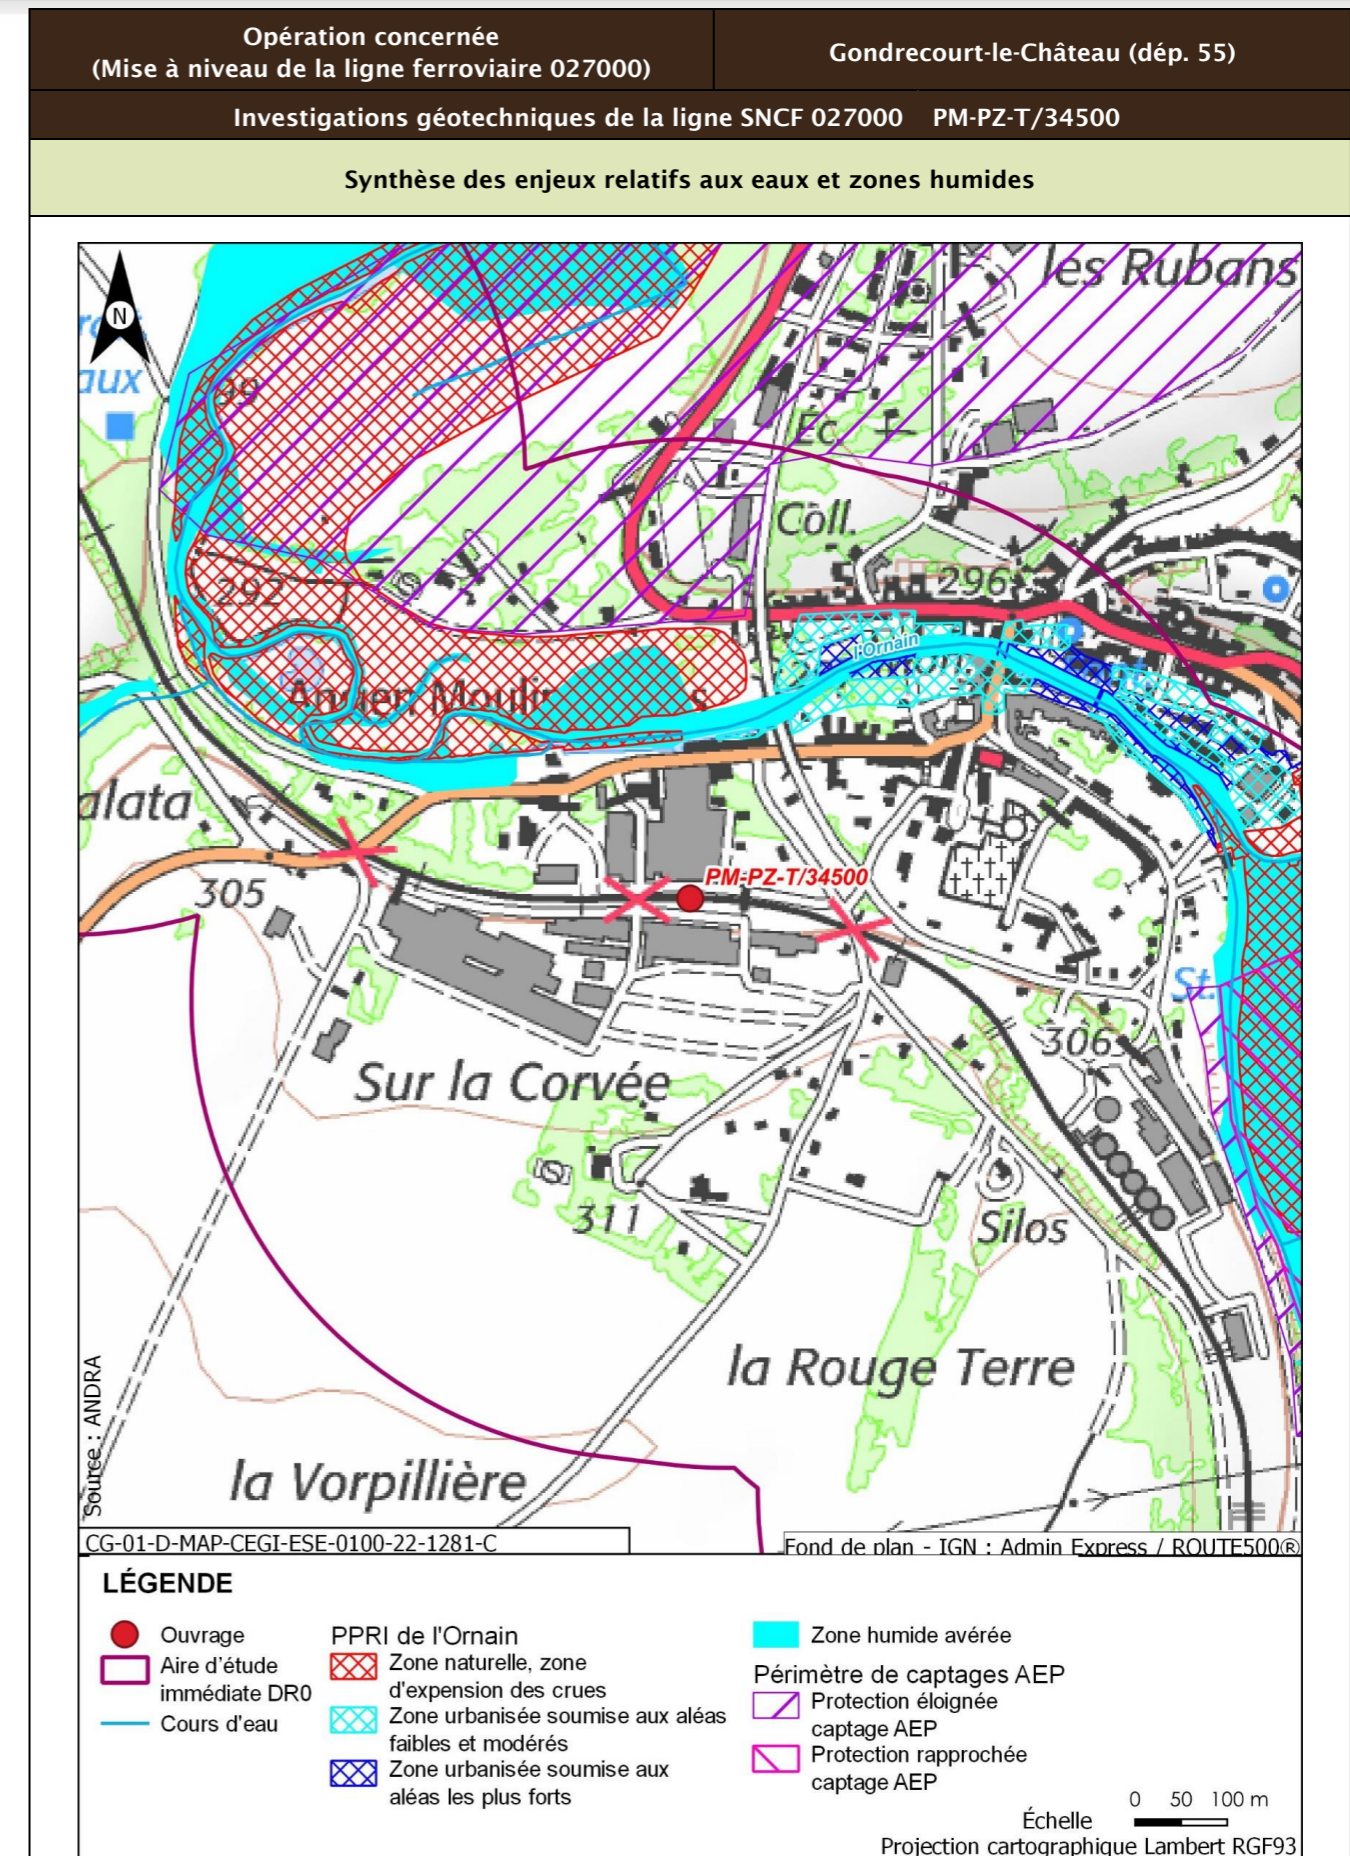 Opération concernée
(Mise à niveau de la ligne ferroviaire 027000)
Gondrecourt-le-Château (dép. 55)
Investigations géotechniques de la ligne SNCF 027000 PM-PZ-T/34500
Synthèse des enjeux relatifs aux eaux et zones humides
les Rubans
N
aux
99
Éc.
Coll.
292
296
l'Ornain
Ancien Moulin
s
alata
305
PM-PZ-T/34500
St.
306
Sur la Corvée
311
Silos
la Rouge Terre
la Vorpillière
Source : ANDRA
CG-01-D-MAP-CEGI-ESE-0100-22-1281-C
Fond de plan - IGN : Admin Express / ROUTE500®
LÉGENDE
Ouvrage
Aire d'étude
immédiate DR0
Cours d'eau
PPRI de l'Ornain
Zone naturelle, zone
d'expension des crues
Zone urbanisée soumise aux aléas
faibles et modérés
Zone urbanisée soumise aux
aléas les plus forts
Zone humide avérée
Périmètre de captages AEP
Protection éloignée
captage AEP
Protection rapprochée
captage AEP
0 50 100 m
Échelle
Projection cartographique Lambert RGF93